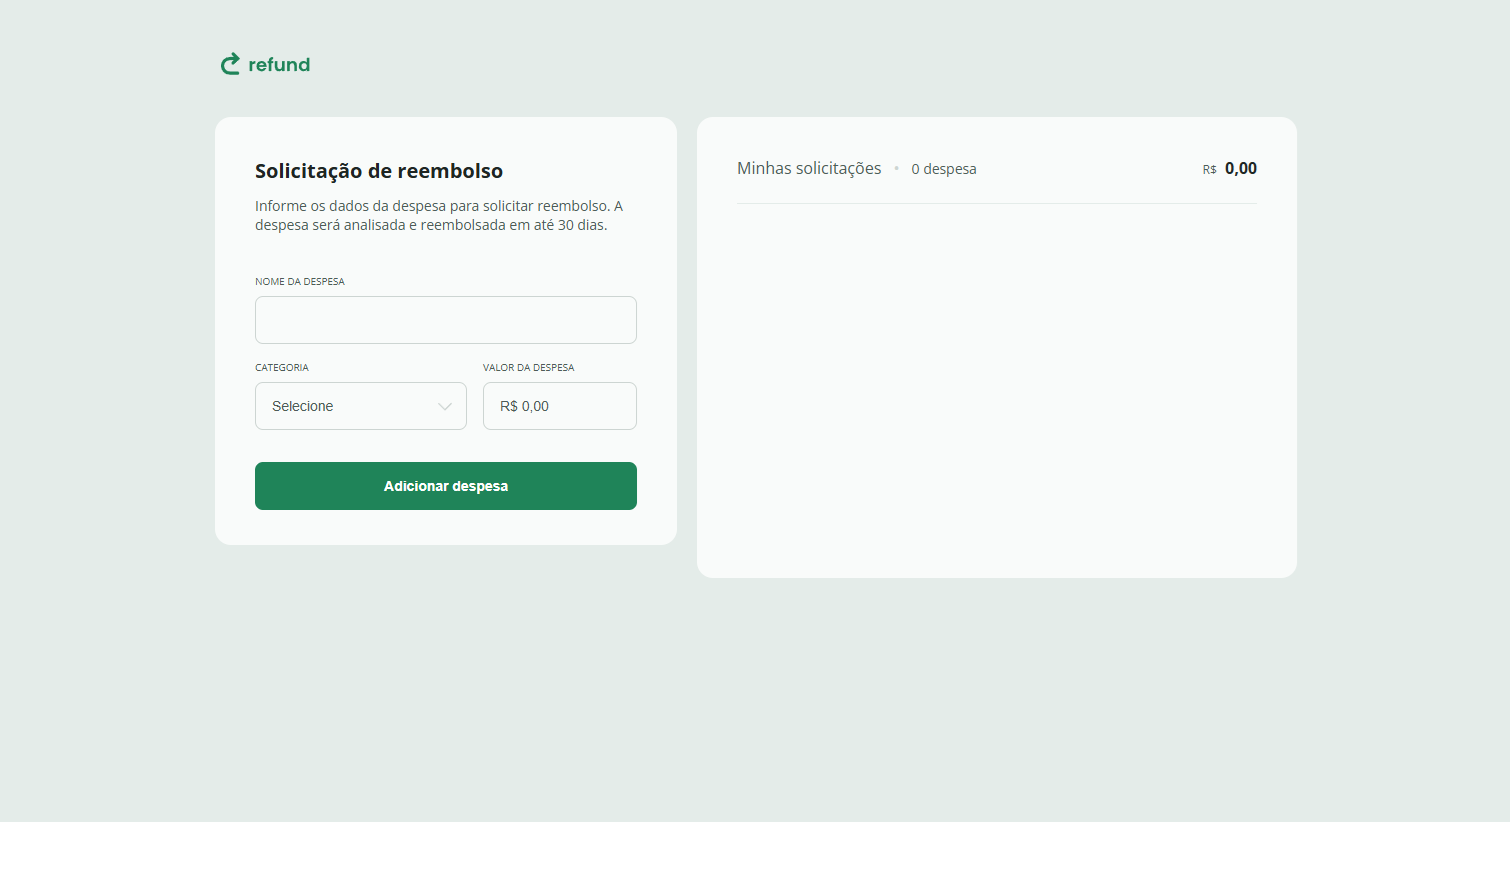 refund
Solicitação de reembolso
Informe os dados da despesa para solicitar reembolso. A
despesa será analisada e reembolsada em até 30 dias.
NOME DA DESPESA
CATEGORIA
VALOR DA DESPESA
Selecione
R$ 0,00
Adicionar despesa
Minhas solicitações • 0 despesa
R$ 0,00